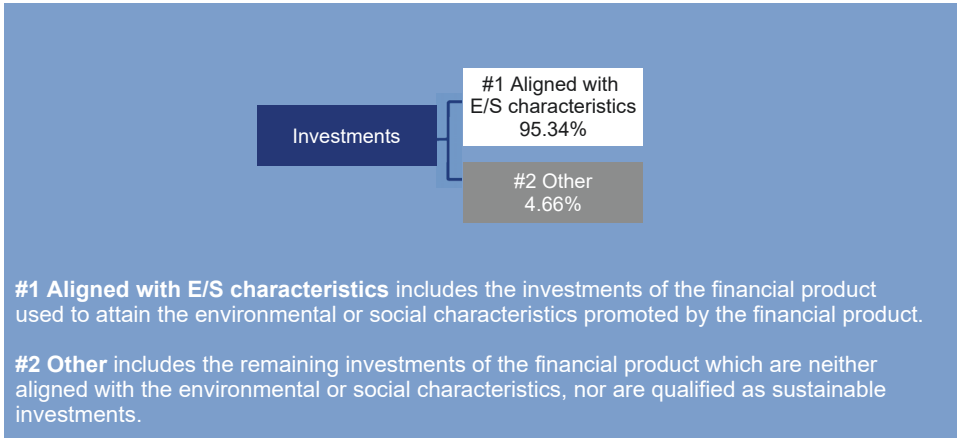 Investments
#1 Aligned with
E/S characteristics
95.34%
#2 Other
4.66%
#1 Aligned with E/S characteristics includes the investments of the financial product
used to attain the environmental or social characteristics promoted by the financial product.
#2 Other includes the remaining investments of the financial product which are neither
aligned with the environmental or social characteristics, nor are qualified as sustainable
investments.